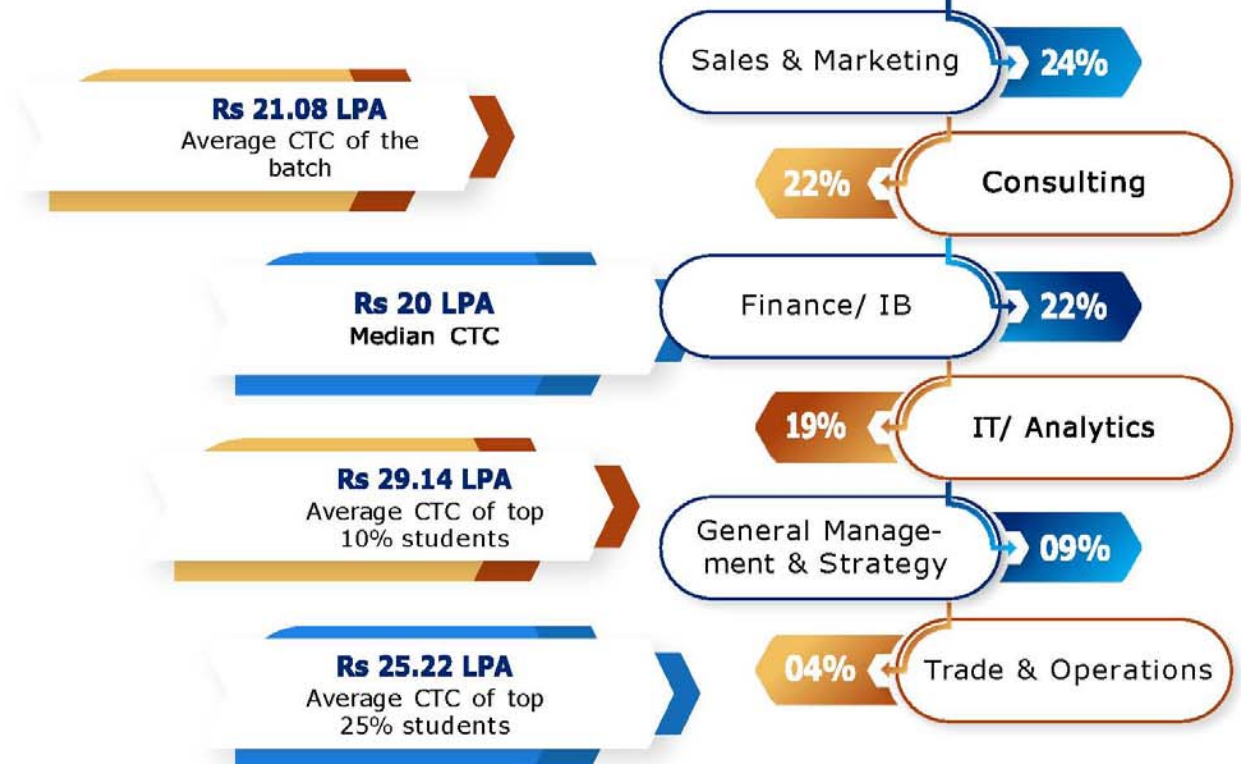 Rs 21.08 LPA
Average CTC of the
batch
Rs 20 LPA
Median CTC
Rs 29.14 LPA
Average CTC of top
10% students
Rs 25.22 LPA
Average CTC of top
25% students
Sales & Marketing
24%
22%
Consulting
Finance/ IB
22%
19%
IT/ Analytics
General Manage-
ment & Strategy
09%
04%
Trade & Operations